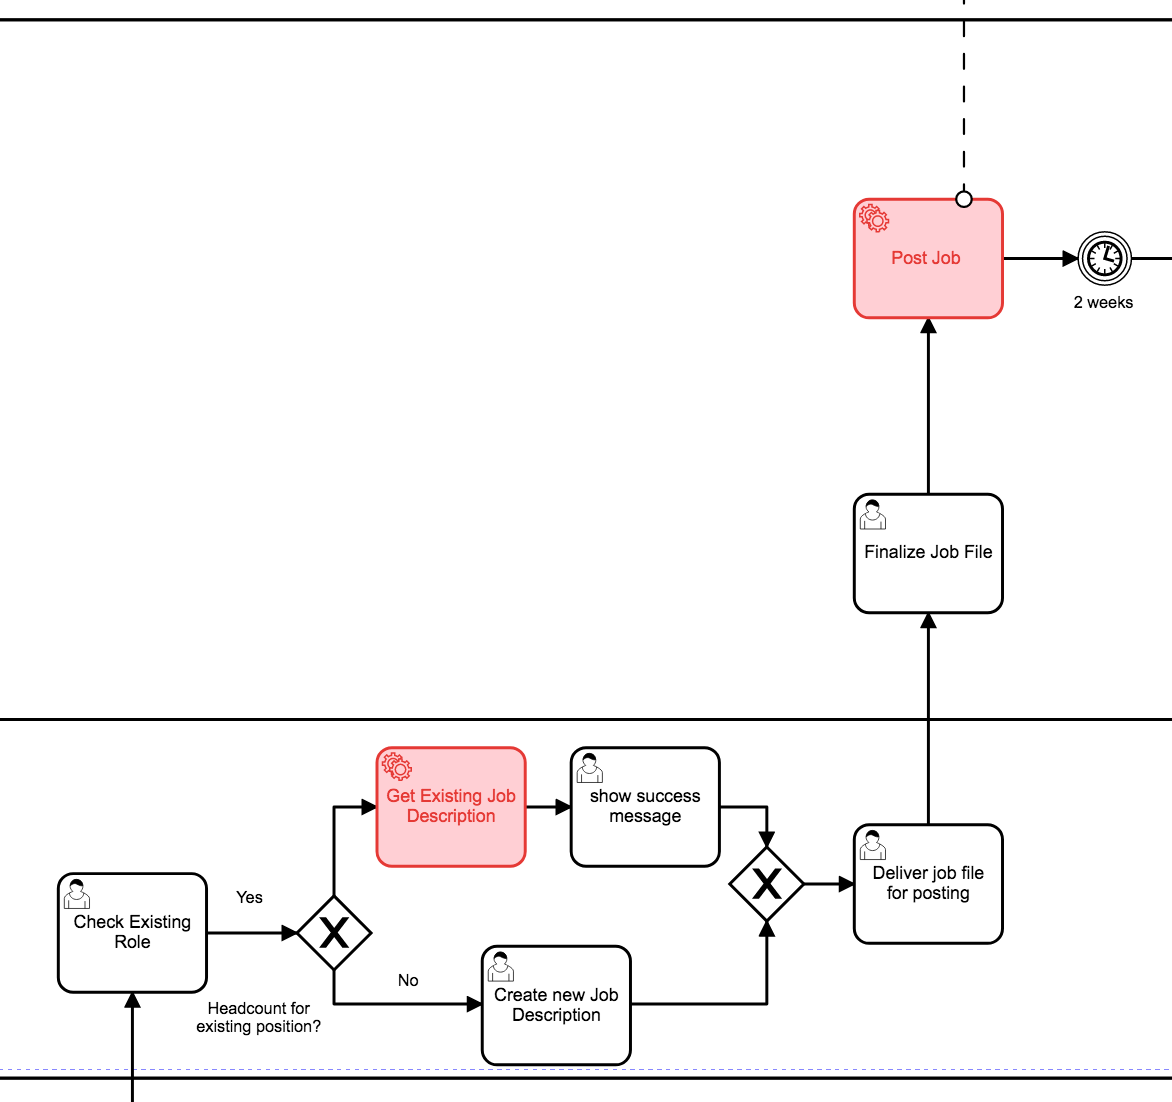 Post Job
2 weeks
Finalize Job File
Get Existing Job
Description
show success
message
Deliver job file
for posting
Check Existing
Role
Yes
X
X
No
Headcount for
existing position?
Create new Job
Description